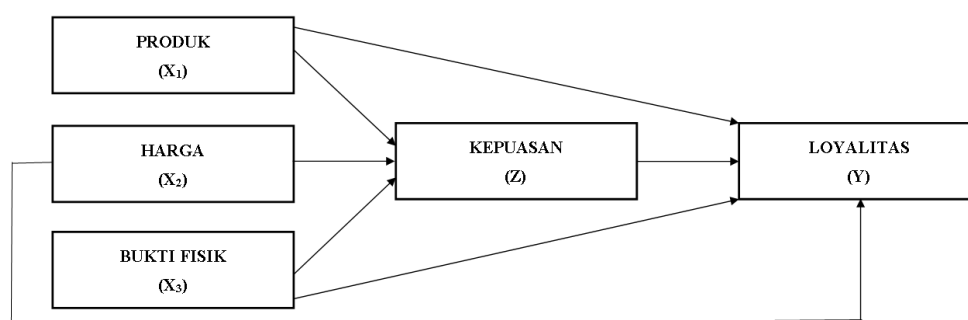 PRODUK
(X₁)
HARGA
(X₂)
KEPUASAN
(Z)
LOYALITAS
(Y)
BUKTI FISIK
(X₃)